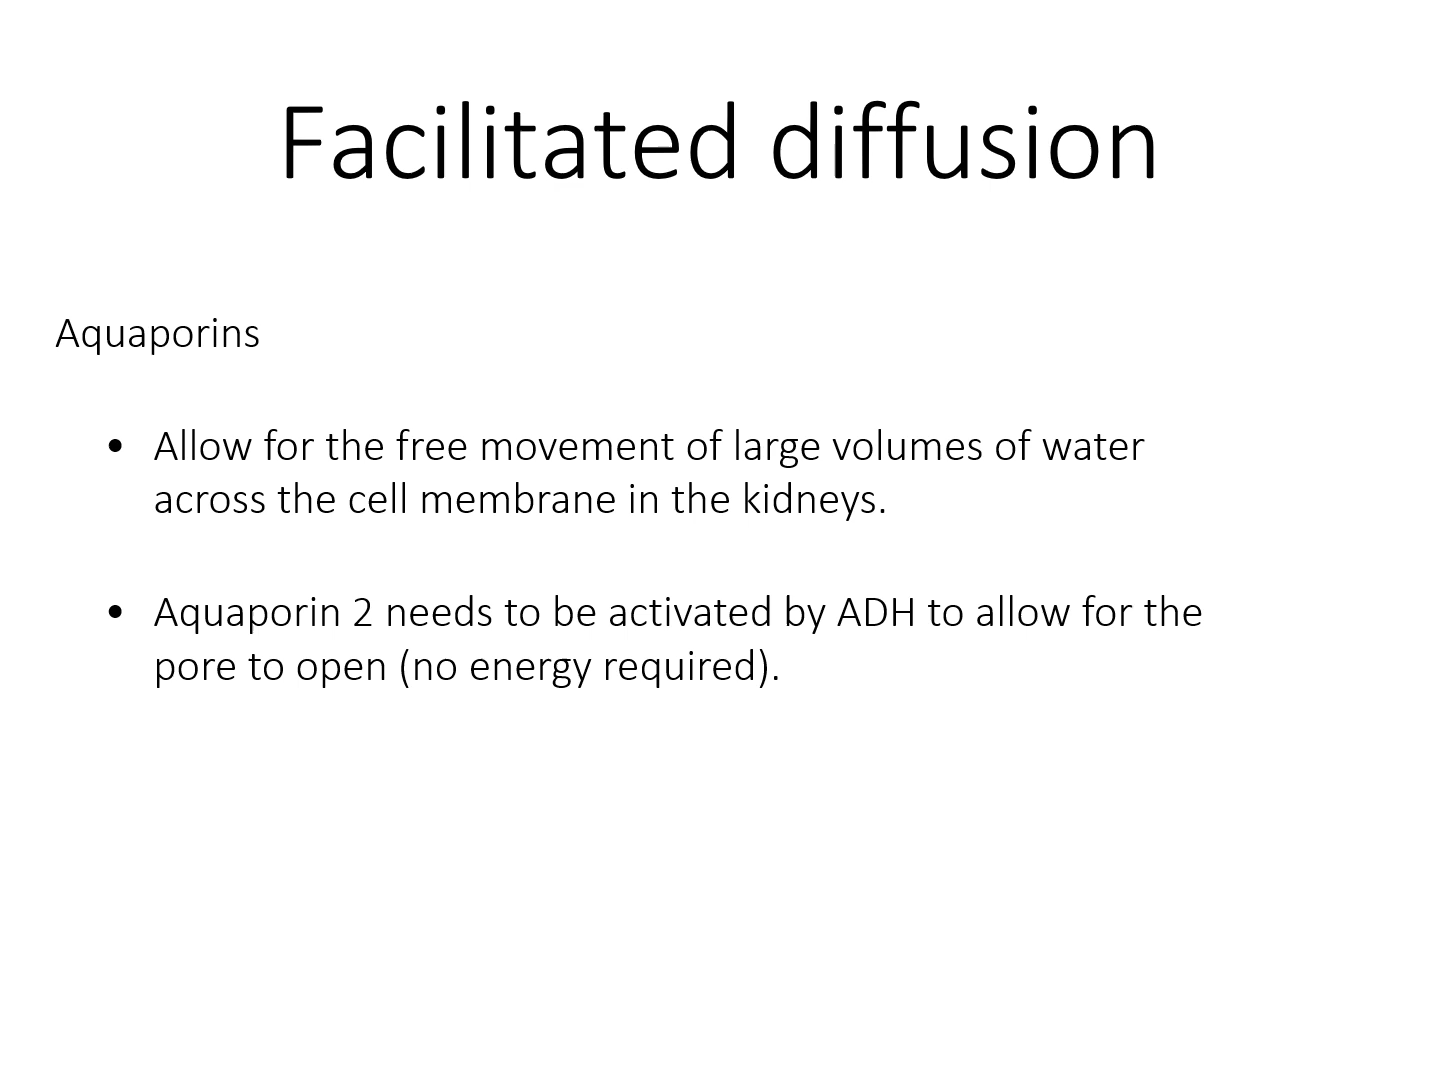 Facilitated diffusion
Aquaporins
• Allow for the free movement of large volumes of water
across the cell membrane in the kidneys.
• Aquaporin 2 needs to be activated by ADH to allow for the
pore to open (no energy required).